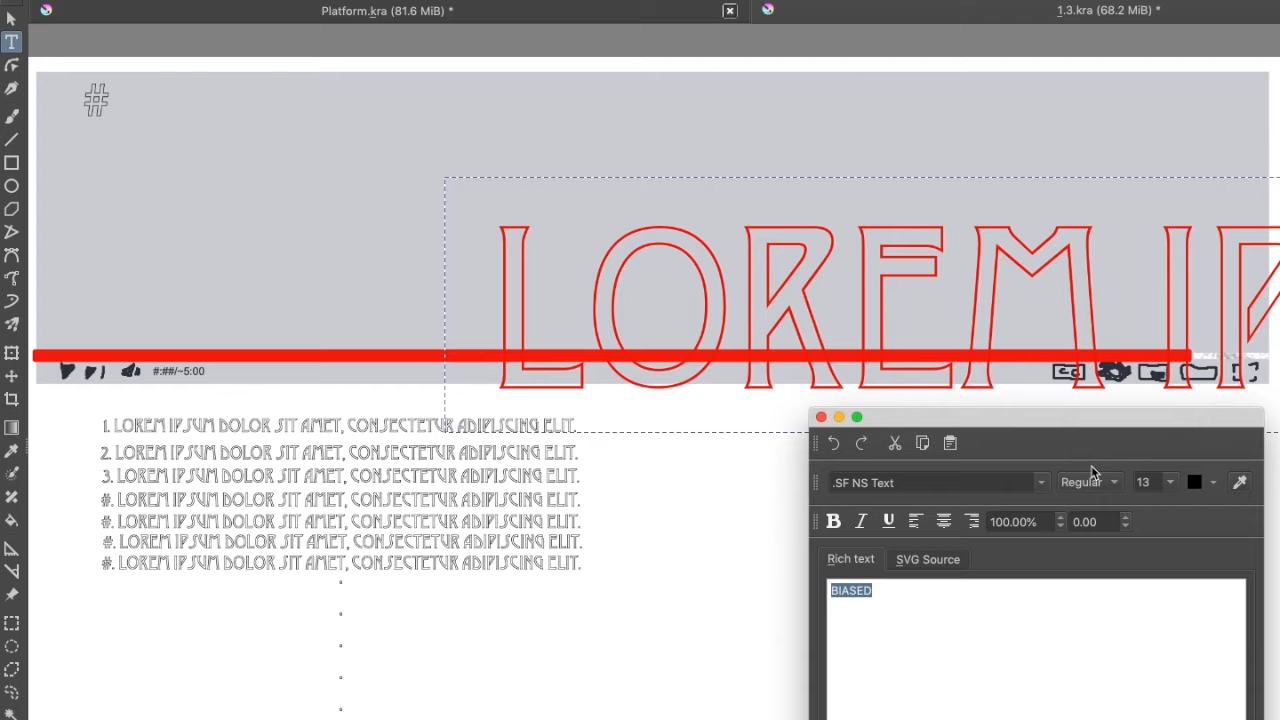 Platform.kra (81.6 MiB) *
1.3.kra (68.2 MiB) *
#
LOREM IP
#:##/~5:00
1. LOREM IPSUM DOLOR SIT AMET, CONSECTETUR ADIPISCING ELIT.
2. LOREM IPSUM DOLOR SIT AMET, CONSECTETUR ADIPISCING ELIT.
3. LOREM IPSUM DOLOR SIT AMET, CONSECTETUR ADIPISCING ELIT.
#. LOREM IPSUM DOLOR SIT AMET, CONSECTETUR ADIPISCING ELIT.
#. LOREM IPSUM DOLOR SIT AMET, CONSECTETUR ADIPISCING ELIT.
#. LOREM IPSUM DOLOR SIT AMET, CONSECTETUR ADIPISCING ELIT.
#. LOREM IPSUM DOLOR SIT AMET, CONSECTETUR ADIPISCING ELIT.
.SF NS Text Regular 13
B I U 100.00% 0.00
Rich text SVG Source
BIASED